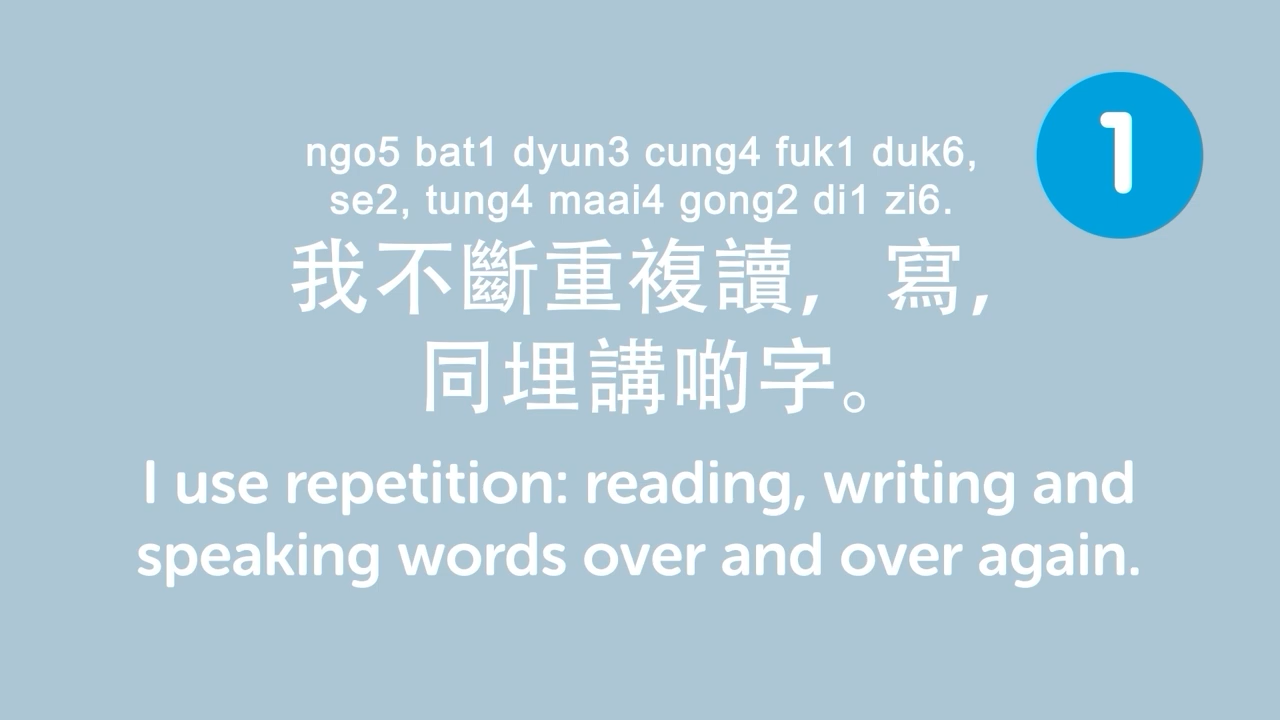 1
ngo5 bat1 dyun3 cung4 fuk1 duk6,
se2, tung4 maai4 gong2 di1 zi6.
我不斷重複讀，寫，
同埋講啲字。
I use repetition: reading, writing and
speaking words over and over again.